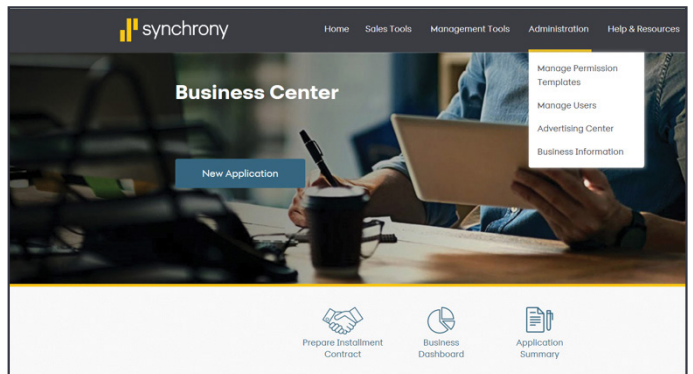 synchrony
Home Sales Tools Management Tools Administration Help & Resources
Manage Permission
Templates
Manage Users
Advertising Center
Business Information
Business Center
New Application
Prepare Installment
Contract
Business
Dashboard
Application
Summary